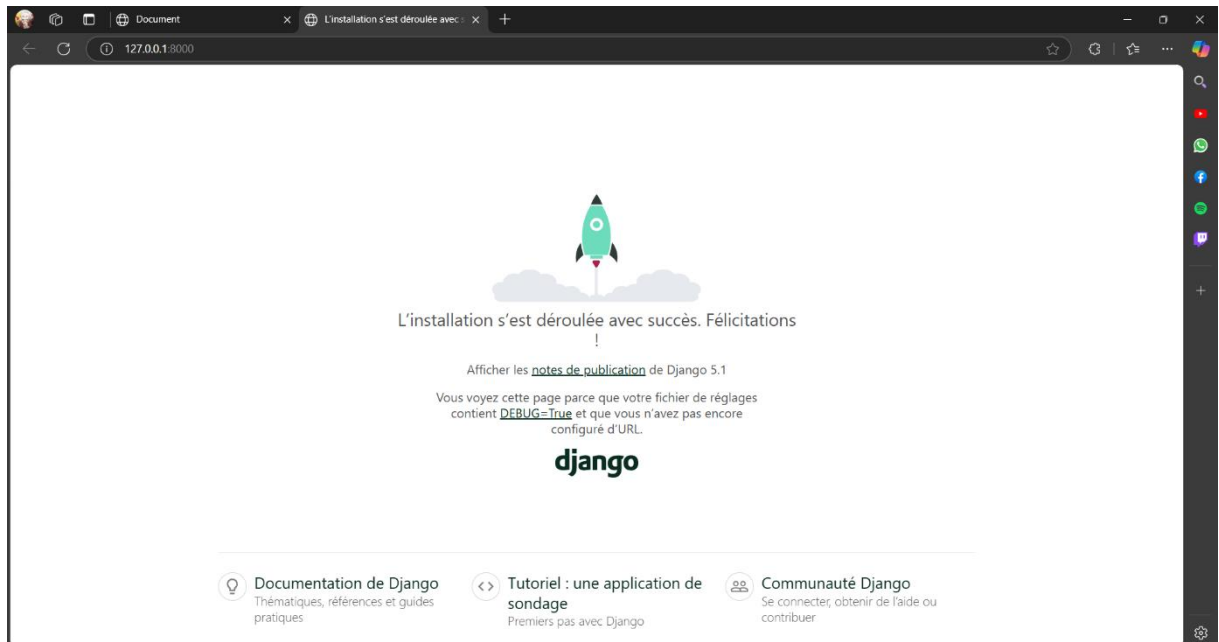 Document
L'installation s'est déroulée avec s
127.0.0.1:8000
L'installation s'est déroulée avec succès. Félicitations
!
Afficher les notes de publication de Django 5.1
Vous voyez cette page parce que votre fichier de réglages
contient DEBUG=True et que vous n'avez pas encore
configuré d'URL.
django
Documentation de Django
Thématiques, références et guides
pratiques
Tutoriel : une application de
sondage
Premiers pas avec Django
Communauté Django
Se connecter, obtenir de l'aide ou
contribuer